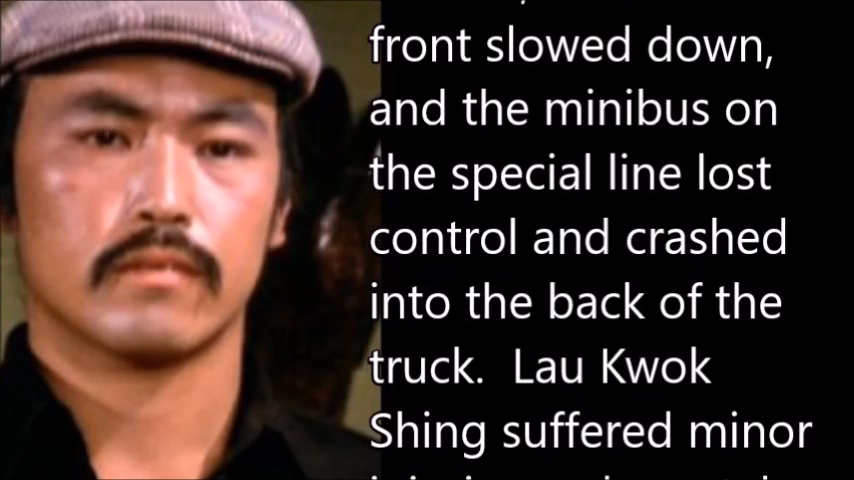 front slowed down,
and the minibus on
the special line lost
control and crashed
into the back of the
truck.  Lau Kwok
Shing suffered minor